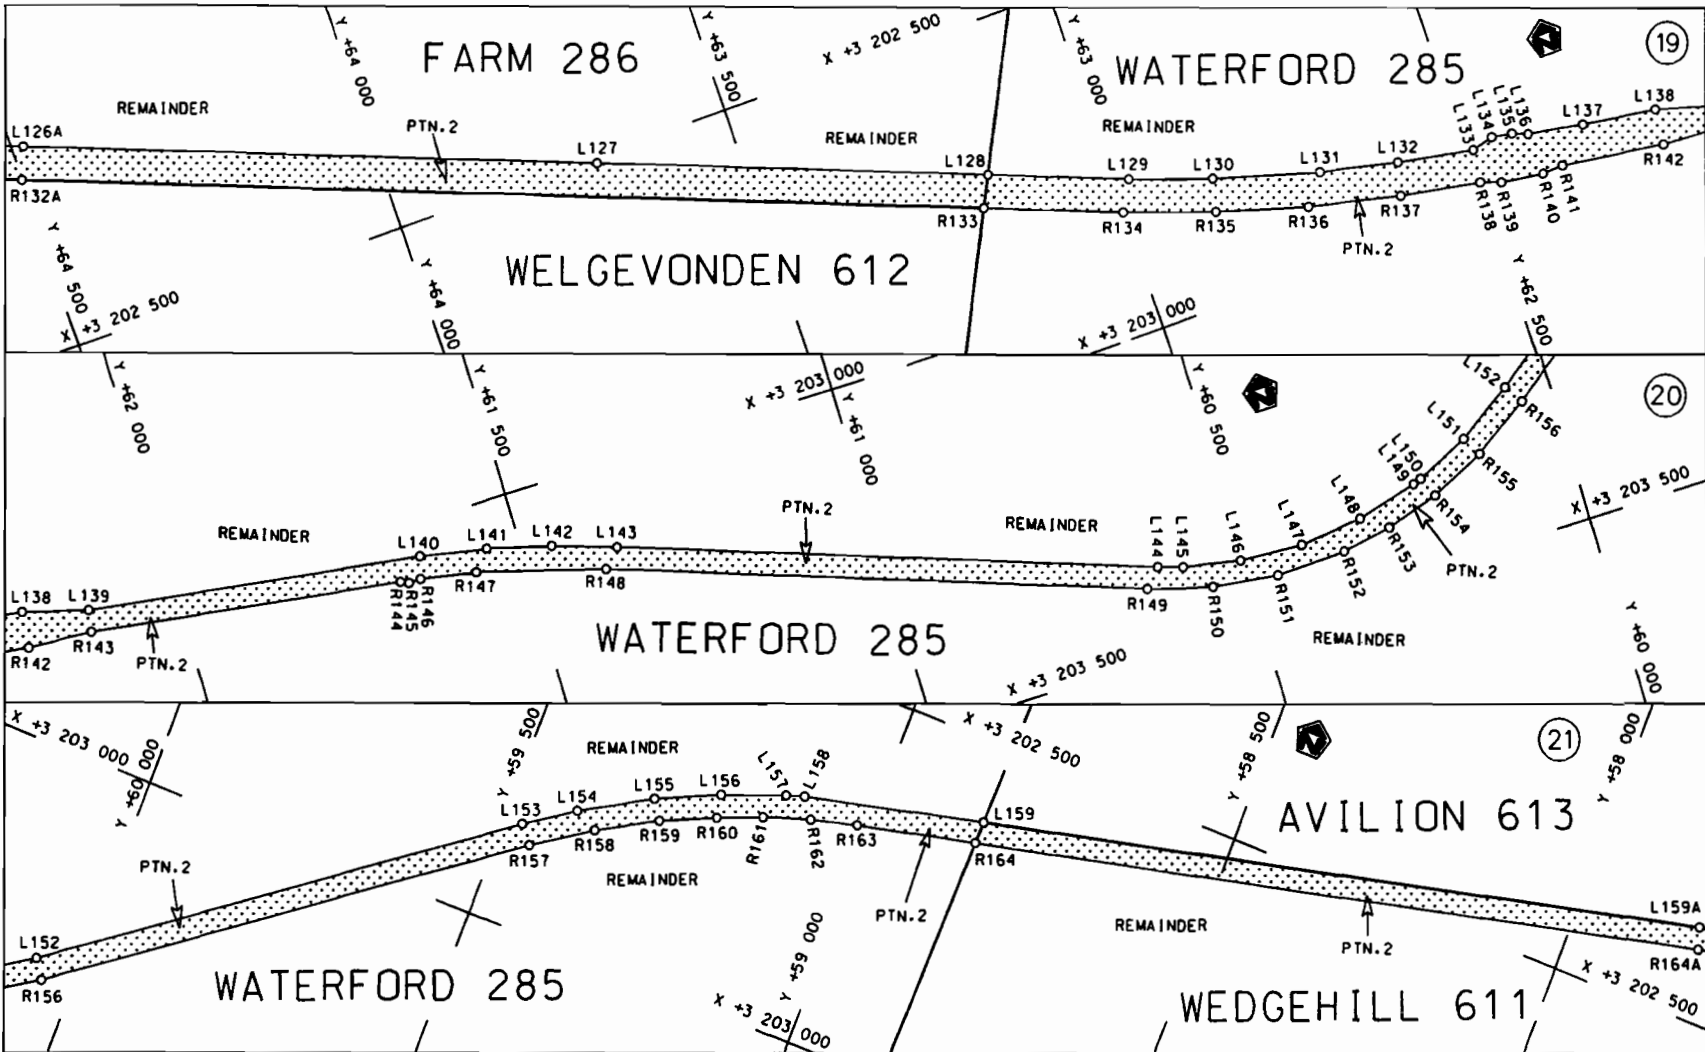 FARM 286
WATERFORD 285
19
Y +64 000
Y +63 500
X +3 202 500
Y +63 000
REMAINDER
PTN.2
REMAINDER
REMAINDER
L126A
L127
L128
L129
L130
L131
L132
L133
L134
L135
L136
L137
L138
R132A
R133
R134
R135
R136
R137
R138
R139
R140
R141
R142
PTN.2
WELGEVONDEN 612
Y +64 500
X +3 202 500
Y +64 000
X +3 203 000
Y +62 500
20
Y +62 000
Y +61 500
X +3 203 000
Y +61 000
Y +60 500
X +3 203 500
REMAINDER
PTN.2
REMAINDER
L138
L139
L140
L141
L142
L143
L144
L145
L146
L147
L148
L149
L150
L151
L152
R142
R143
R144
R145
R146
R147
R148
R149
R150
R151
R152
R153
R154
R155
R156
PTN.2
PTN.2
WATERFORD 285
REMAINDER
X +3 203 500
Y +60 000
21
X +3 203 000
Y +60 000
Y +59 500
X +3 202 500
Y +58 500
Y +58 000
REMAINDER
L152
L153
L154
L155
L156
L157
L158
L159
L159A
R156
R157
R158
R159
R160
R161
R162
R163
R164
R164A
AVILION 613
PTN.2
REMAINDER
PTN.2
REMAINDER
PTN.2
WATERFORD 285
WEDGEHILL 611
X +3 203 000
Y +59 000
X +3 202 500